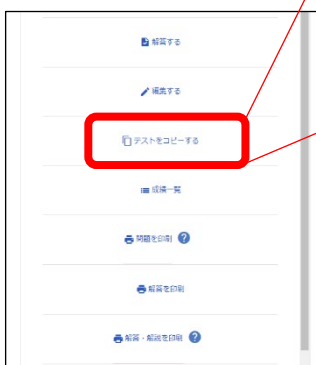 解答する
編集する
テストをコピーする
成績一覧
問題を印刷 ?
解答を印刷
解答・解説を印刷 ?